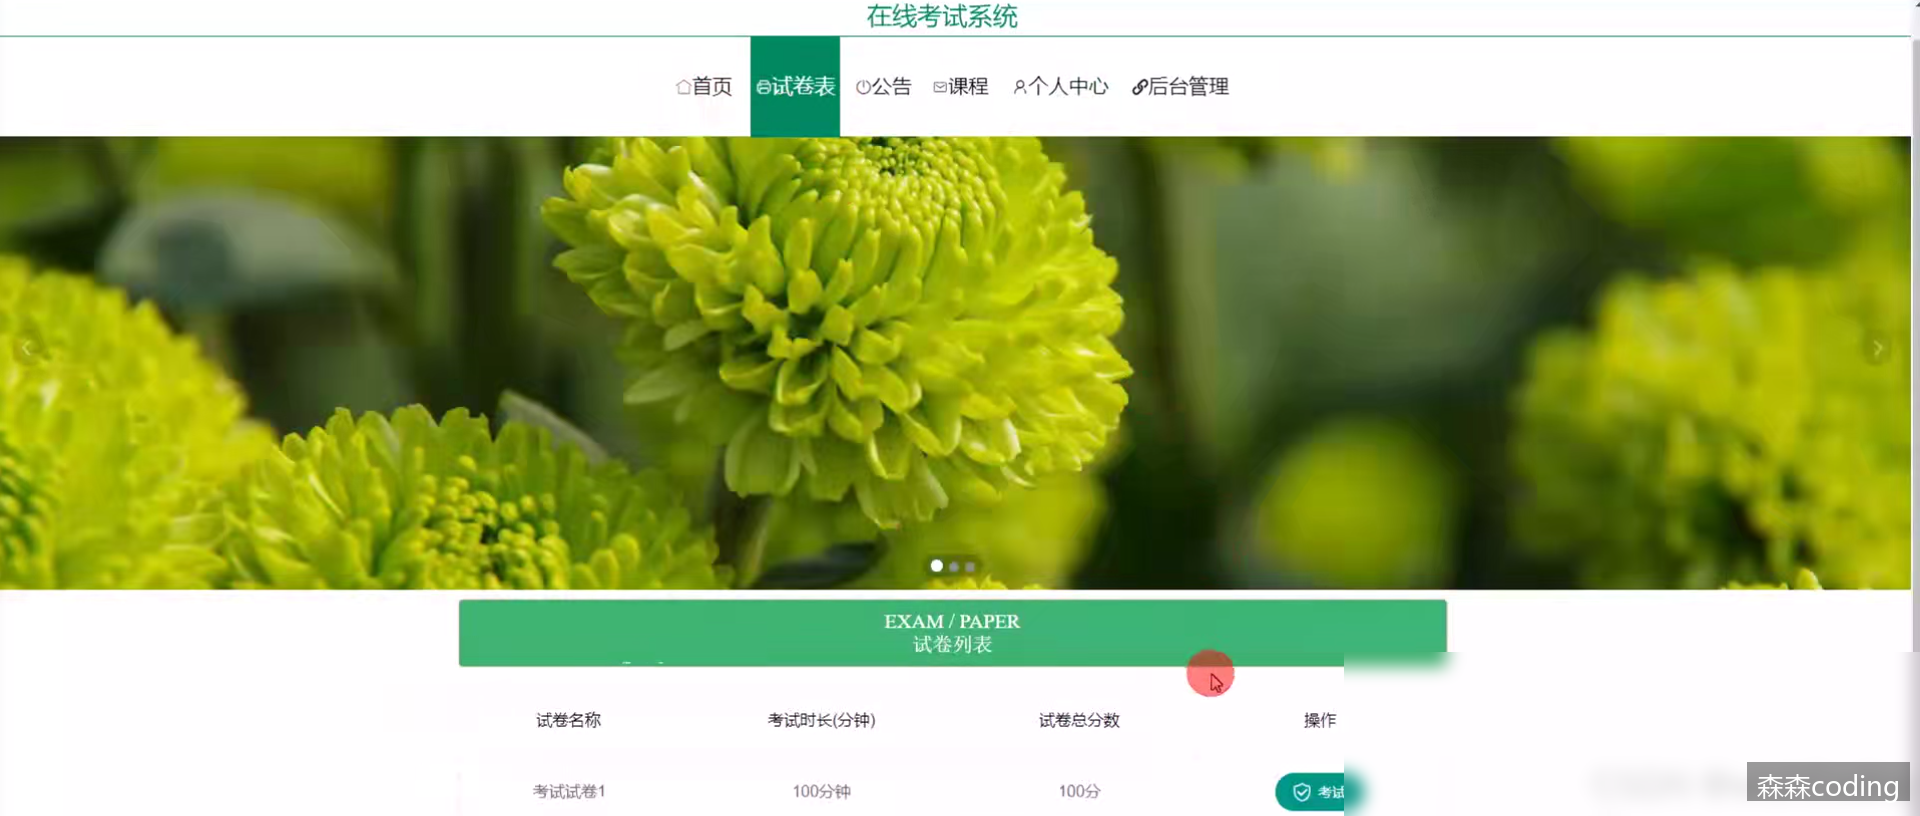 在线考试系统
首页 试卷表 公告 课程 个人中心 后台管理
EXAM / PAPER
试卷列表
试卷名称 考试时长(分钟) 试卷总分数 操作
考试试卷1 100分钟 100分 考试
森森coding